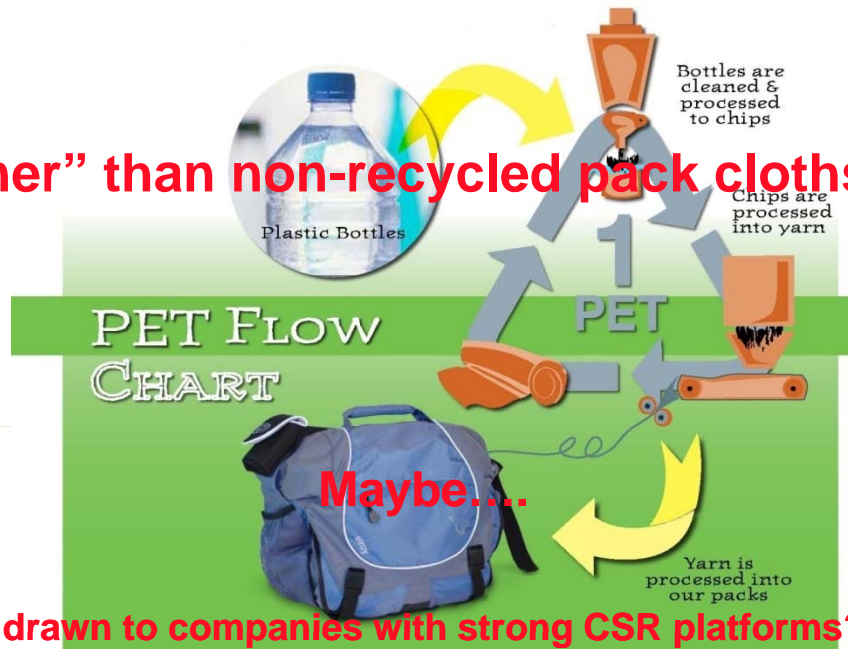 Bottles are
cleaned &
processed
to chips
ner” than non-recycled pack cloths
Chips are
processed
into yarn
Plastic Bottles
1
PET
PET FLOW
CHART
Maybe….
Yarn is
processed into
our packs
drawn to companies with strong CSR platforms?